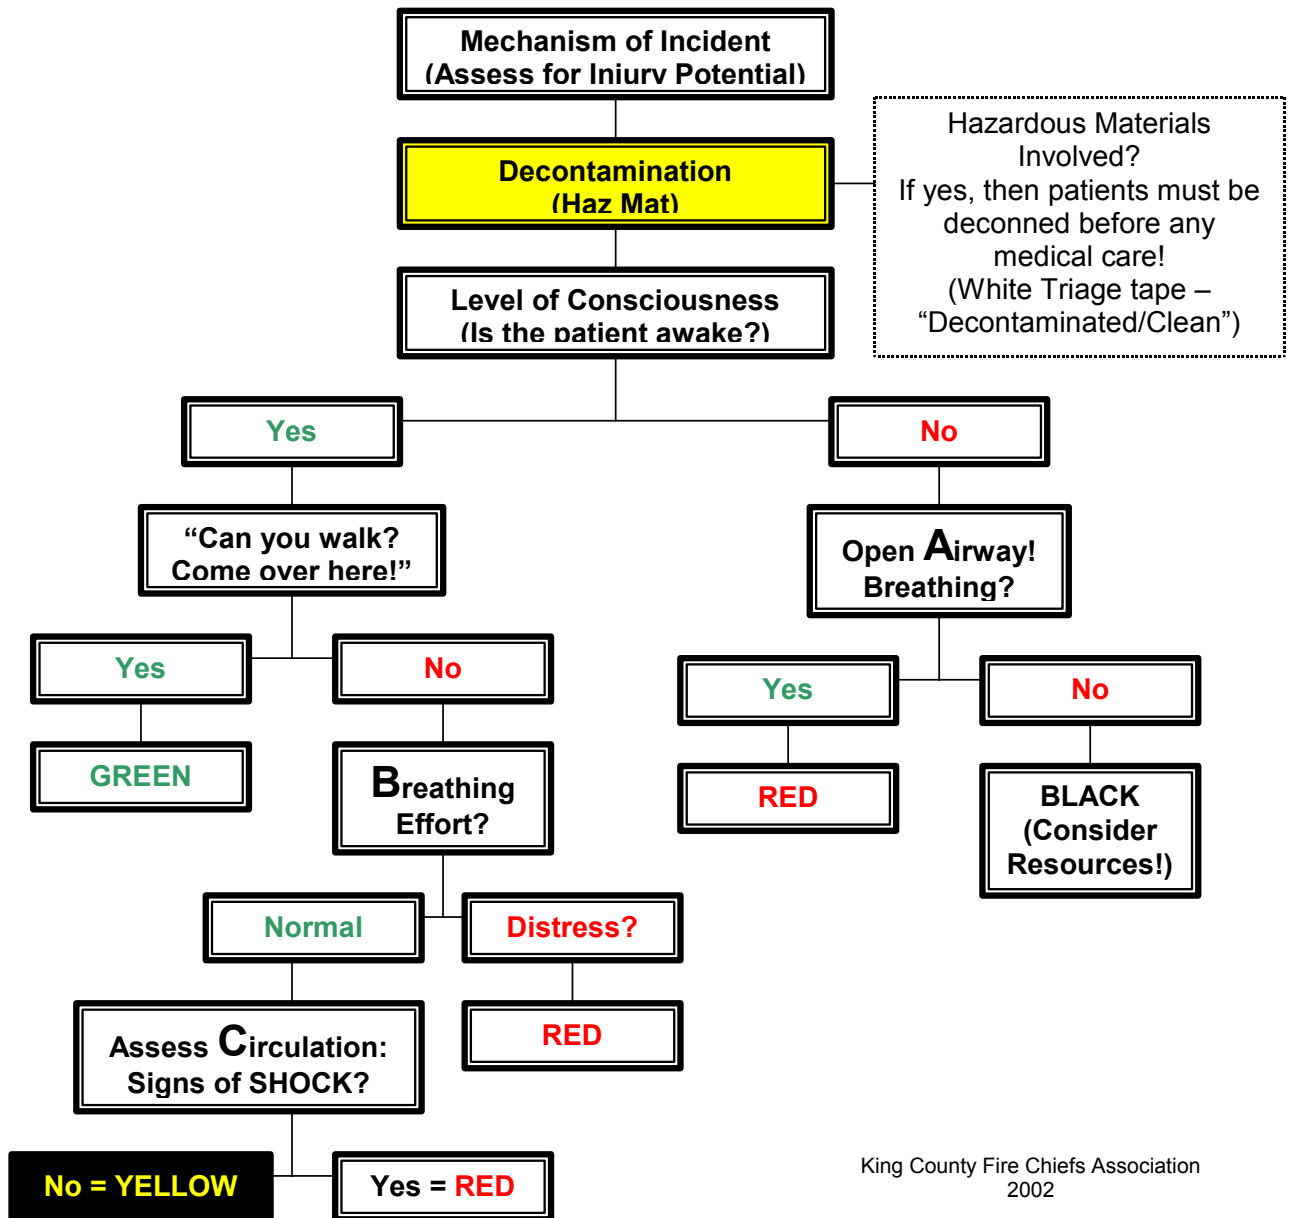 Mechanism of Incident
(Assess for Injury Potential)
Decontamination
(Haz Mat)
Hazardous Materials
Involved?
If yes, then patients must be
deconned before any
medical care!
(White Triage tape –
“Decontaminated/Clean”)
Level of Consciousness
(Is the patient awake?)
Yes
No
“Can you walk?
Come over here!”
Open Airway!
Breathing?
Yes
No
Yes
No
GREEN
Breathing
Effort?
RED
BLACK
(Consider
Resources!)
Normal
Distress?
Assess Circulation:
Signs of SHOCK?
RED
No = YELLOW
Yes = RED
King County Fire Chiefs Association
2002